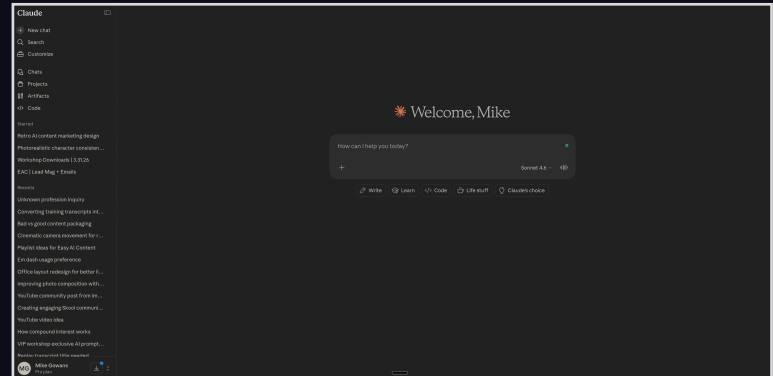 Claude
New chat
Search
Customize
Chats
Projects
Artifacts
Code
Starred
Retro AI content marketing design
Photorealistic character consisten...
Workshop Downloads | 3.31.26
EAC | Lead Mag + Emails
Recents
Unknown profession inquiry
Converting training transcripts int...
Bad vs good content packaging
Cinematic camera movement for r...
Playlist ideas for Easy AI Content
Em dash usage preference
Office layout redesign for better li...
Improving photo composition with...
YouTube community post from im...
Creating engaging Skool communi...
YouTube video idea
How compound interest works
VIP workshop exclusive AI prompt...
Replay transcript title needed
MG
Mike Gowans
Pro plan
Welcome, Mike
How can I help you today?
Sonnet 4.6
Write
Learn
Code
Life stuff
Claude's choice